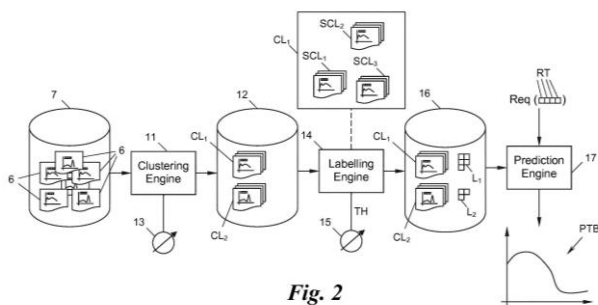 SCL₂
CL₁
SCL₁
SCL₃
7
12
16
RT
Req
6
11
CL₁
14
CL₁
17
6
Clustering
Engine
Labelling
Engine
L₁
Prediction
Engine
CL₂
TH
CL₂
L₂
13
15
PTB
Fig. 2